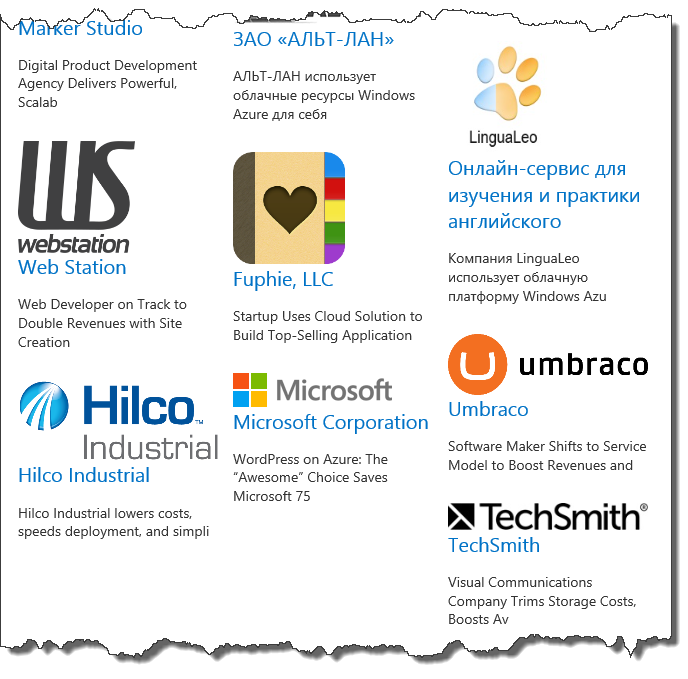 Marker Studio
Digital Product Development
Agency Delivers Powerful,
Scalab
webstation
Web Station
Web Developer on Track to
Double Revenues with Site
Creation
Hilco™
Industrial
Hilco Industrial
Hilco Industrial lowers costs,
speeds deployment, and simpli
ЗАО «АЛЬТ-ЛАН»
АЛЬТ-ЛАН использует
облачные ресурсы Windows
Azure для себя
Fuphie, LLC
Startup Uses Cloud Solution to
Build Top-Selling Application
Microsoft
Microsoft Corporation
WordPress on Azure: The
“Awesome” Choice Saves
Microsoft 75
LinguaLeo
Онлайн-сервис для
изучения и практики
английского
Компания LinguaLeo
использует облачную
платформу Windows Azu
umbraco
Umbraco
Software Maker Shifts to Service
Model to Boost Revenues and
TechSmith®
TechSmith
Visual Communications
Company Trims Storage Costs,
Boosts Av